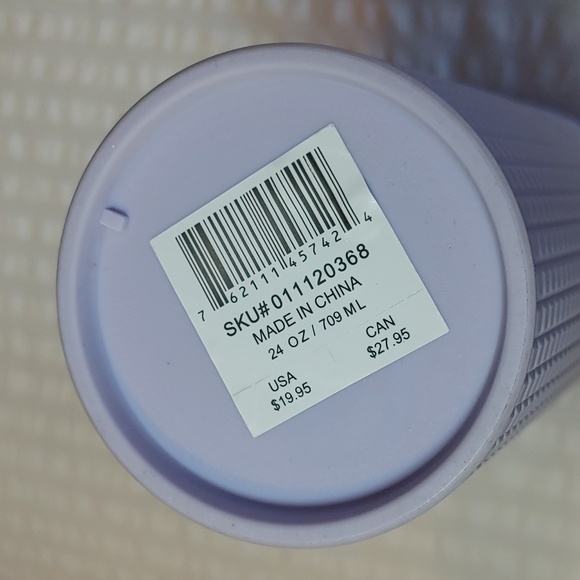 7 62111 45742 4
SKU#011120368
MADE IN CHINA
24 OZ / 709 ML
USA CAN
$19.95 $27.95